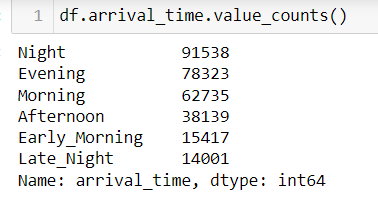 1 df.arrival_time.value_counts()
Night 91538
Evening 78323
Morning 62735
Afternoon 38139
Early_Morning 15417
Late_Night 14001
Name: arrival_time, dtype: int64